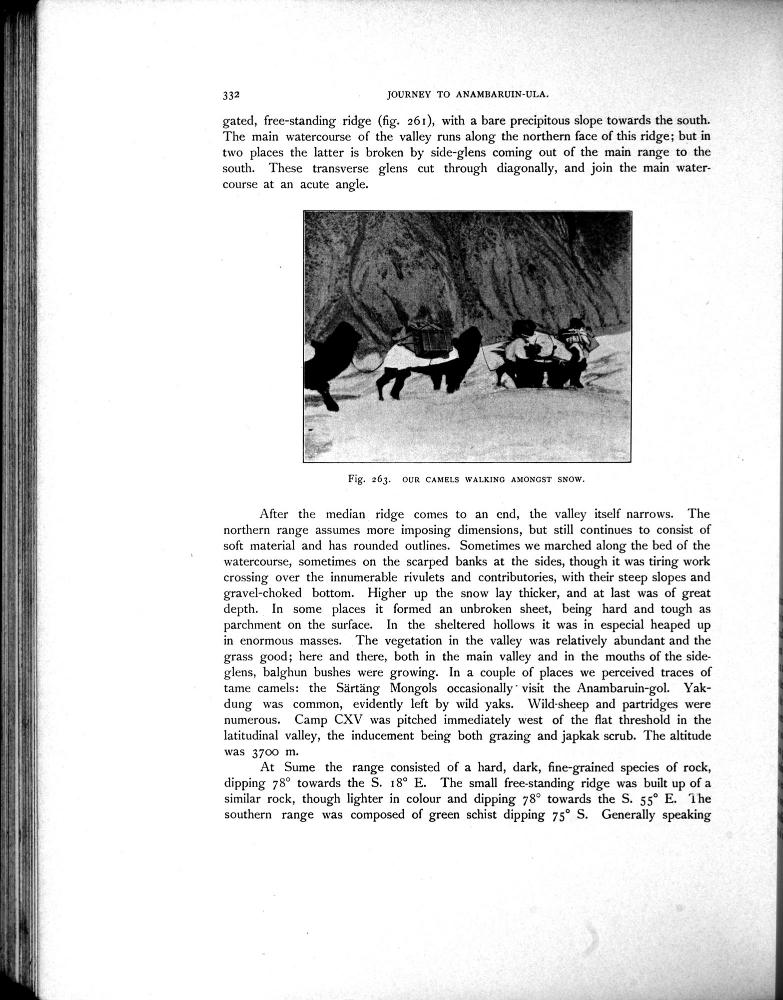 332 JOURNEY TO ANAMBARUIN-ULA.
gated, free-standing ridge (fig. 261), with a bare precipitous slope towards the south.
The main watercourse of the valley runs along the northern face of this ridge; but in
two places the latter is broken by side-glens coming out of the main range to the
south. These transverse glens cut through diagonally, and join the main water-
course at an acute angle.
Fig. 263. OUR CAMELS WALKING AMONGST SNOW.
After the median ridge comes to an end, the valley itself narrows. The
northern range assumes more imposing dimensions, but still continues to consist of
soft material and has rounded outlines. Sometimes we marched along the bed of the
watercourse, sometimes on the scarped banks at the sides, though it was tiring work
crossing over the innumerable rivulets and contributories, with their steep slopes and
gravel-choked bottom. Higher up the snow lay thicker, and at last was of great
depth. In some places it formed an unbroken sheet, being hard and tough as
parchment on the surface. In the sheltered hollows it was in especial heaped up
in enormous masses. The vegetation in the valley was relatively abundant and the
grass good; here and there, both in the main valley and in the mouths of the side-
glens, balghun bushes were growing. In a couple of places we perceived traces of
tame camels: the Särtäng Mongols occasionally visit the Anambaruin-gol. Yak-
dung was common, evidently left by wild yaks. Wild-sheep and partridges were
numerous. Camp CXV was pitched immediately west of the flat threshold in the
latitudinal valley, the inducement being both grazing and japkak scrub. The altitude
was 3700 m.
At Sume the range consisted of a hard, dark, fine-grained species of rock,
dipping 78° towards the S. 18° E. The small free-standing ridge was built up of a
similar rock, though lighter in colour and dipping 78° towards the S. 55° E. The
southern range was composed of green schist dipping 75° S. Generally speaking